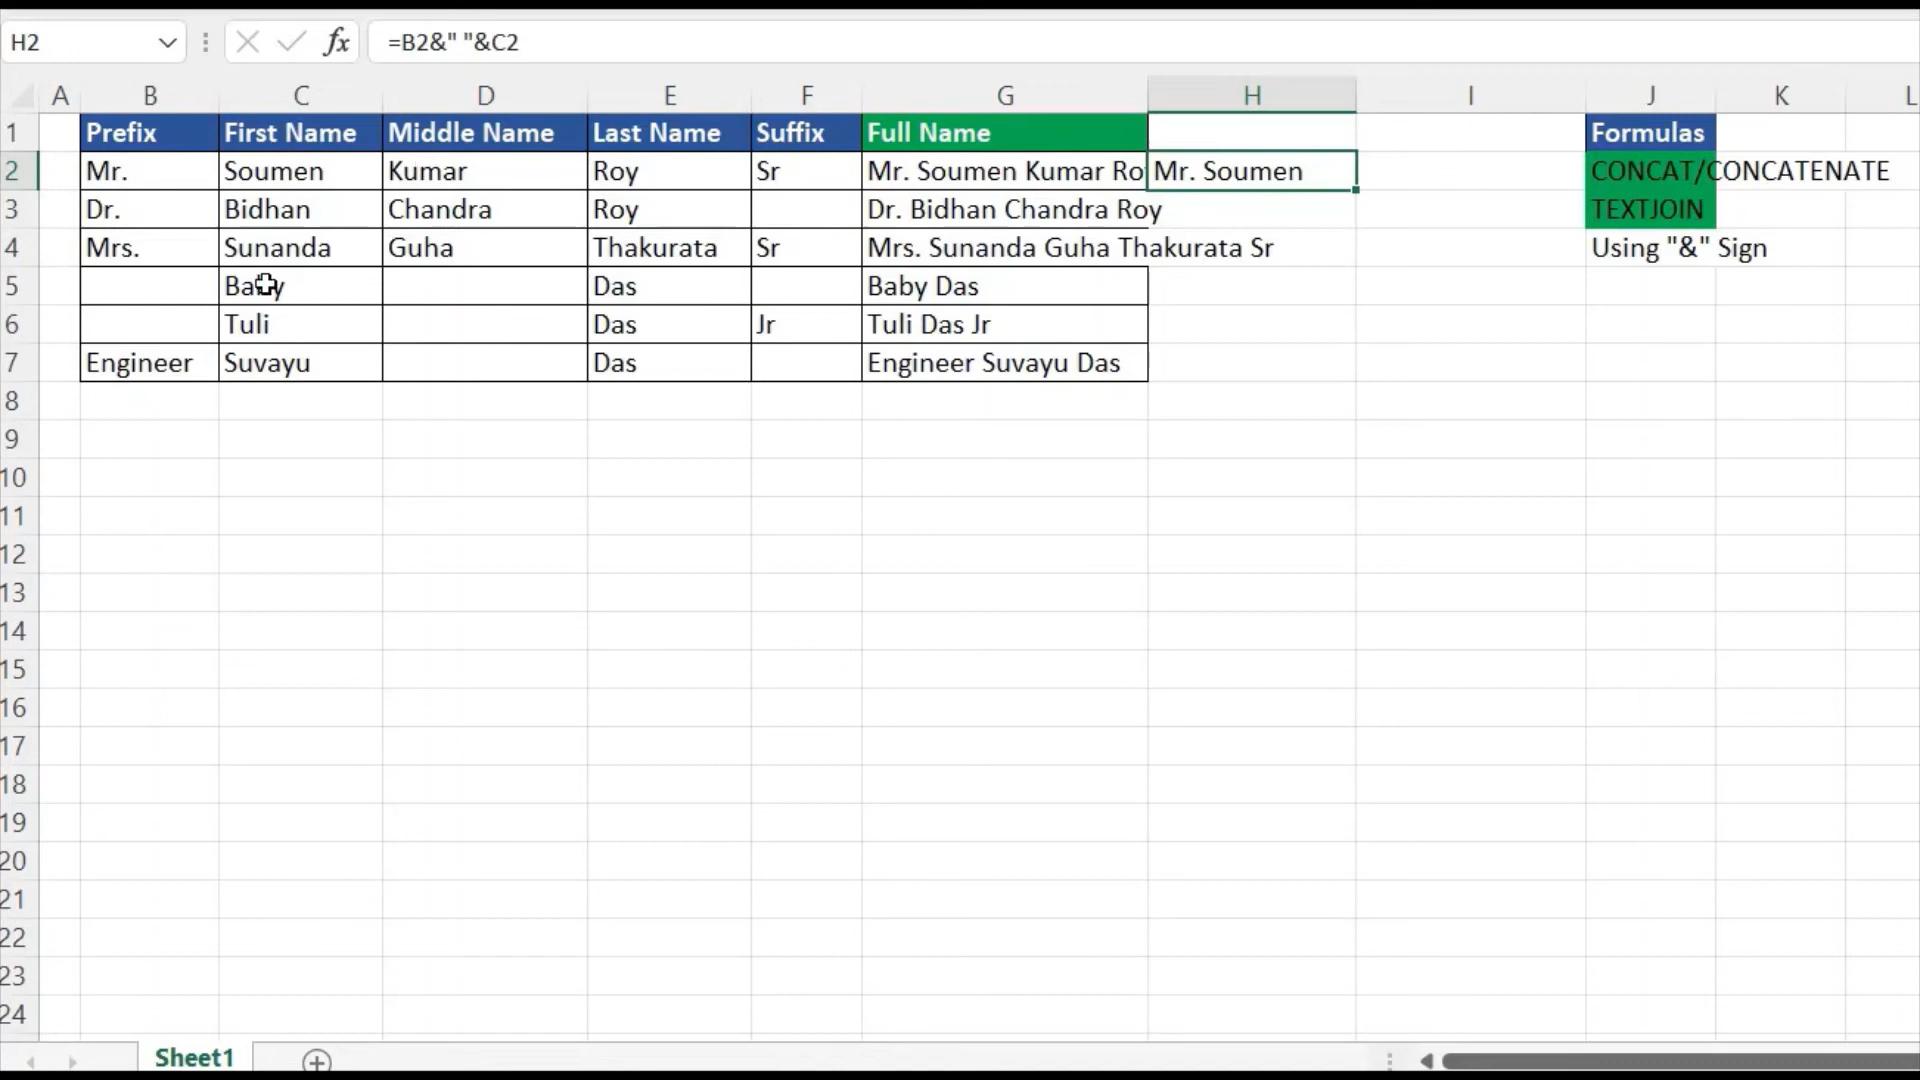 H2 fx =B2&" "&C2
A B C D E F G H I J K L
1 Prefix First Name Middle Name Last Name Suffix Full Name Formulas
2 Mr. Soumen Kumar Roy Sr Mr. Soumen Kumar Ro Mr. Soumen CONCAT/CONCATENATE
3 Dr. Bidhan Chandra Roy Dr. Bidhan Chandra Roy TEXTJOIN
4 Mrs. Sunanda Guha Thakurata Sr Mrs. Sunanda Guha Thakurata Sr Using "&" Sign
5 Baby Das Baby Das
6 Tuli Das Jr Tuli Das Jr
7 Engineer Suvayu Das Engineer Suvayu Das
8
9
10
11
12
13
14
15
16
17
18
19
20
21
22
23
24
Sheet1